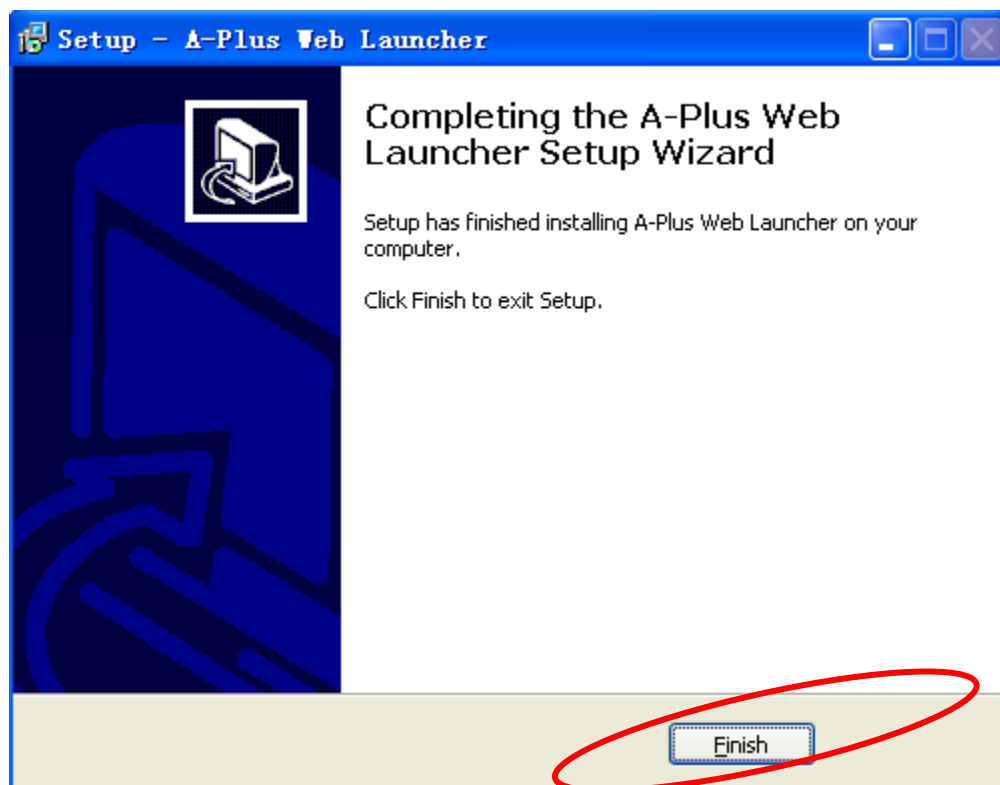 Setup - A-Plus Web Launcher
Completing the A-Plus Web
Launcher Setup Wizard
Setup has finished installing A-Plus Web Launcher on your
computer.
Click Finish to exit Setup.
Finish